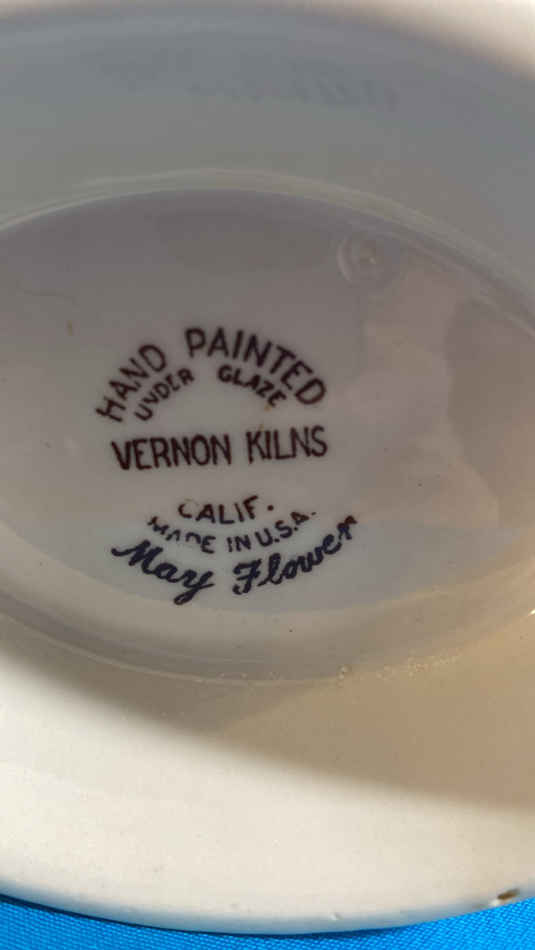 HAND PAINTED
UNDER GLAZE
VERNON KILNS
CALIF.
MADE IN U.S.A.
May Flower